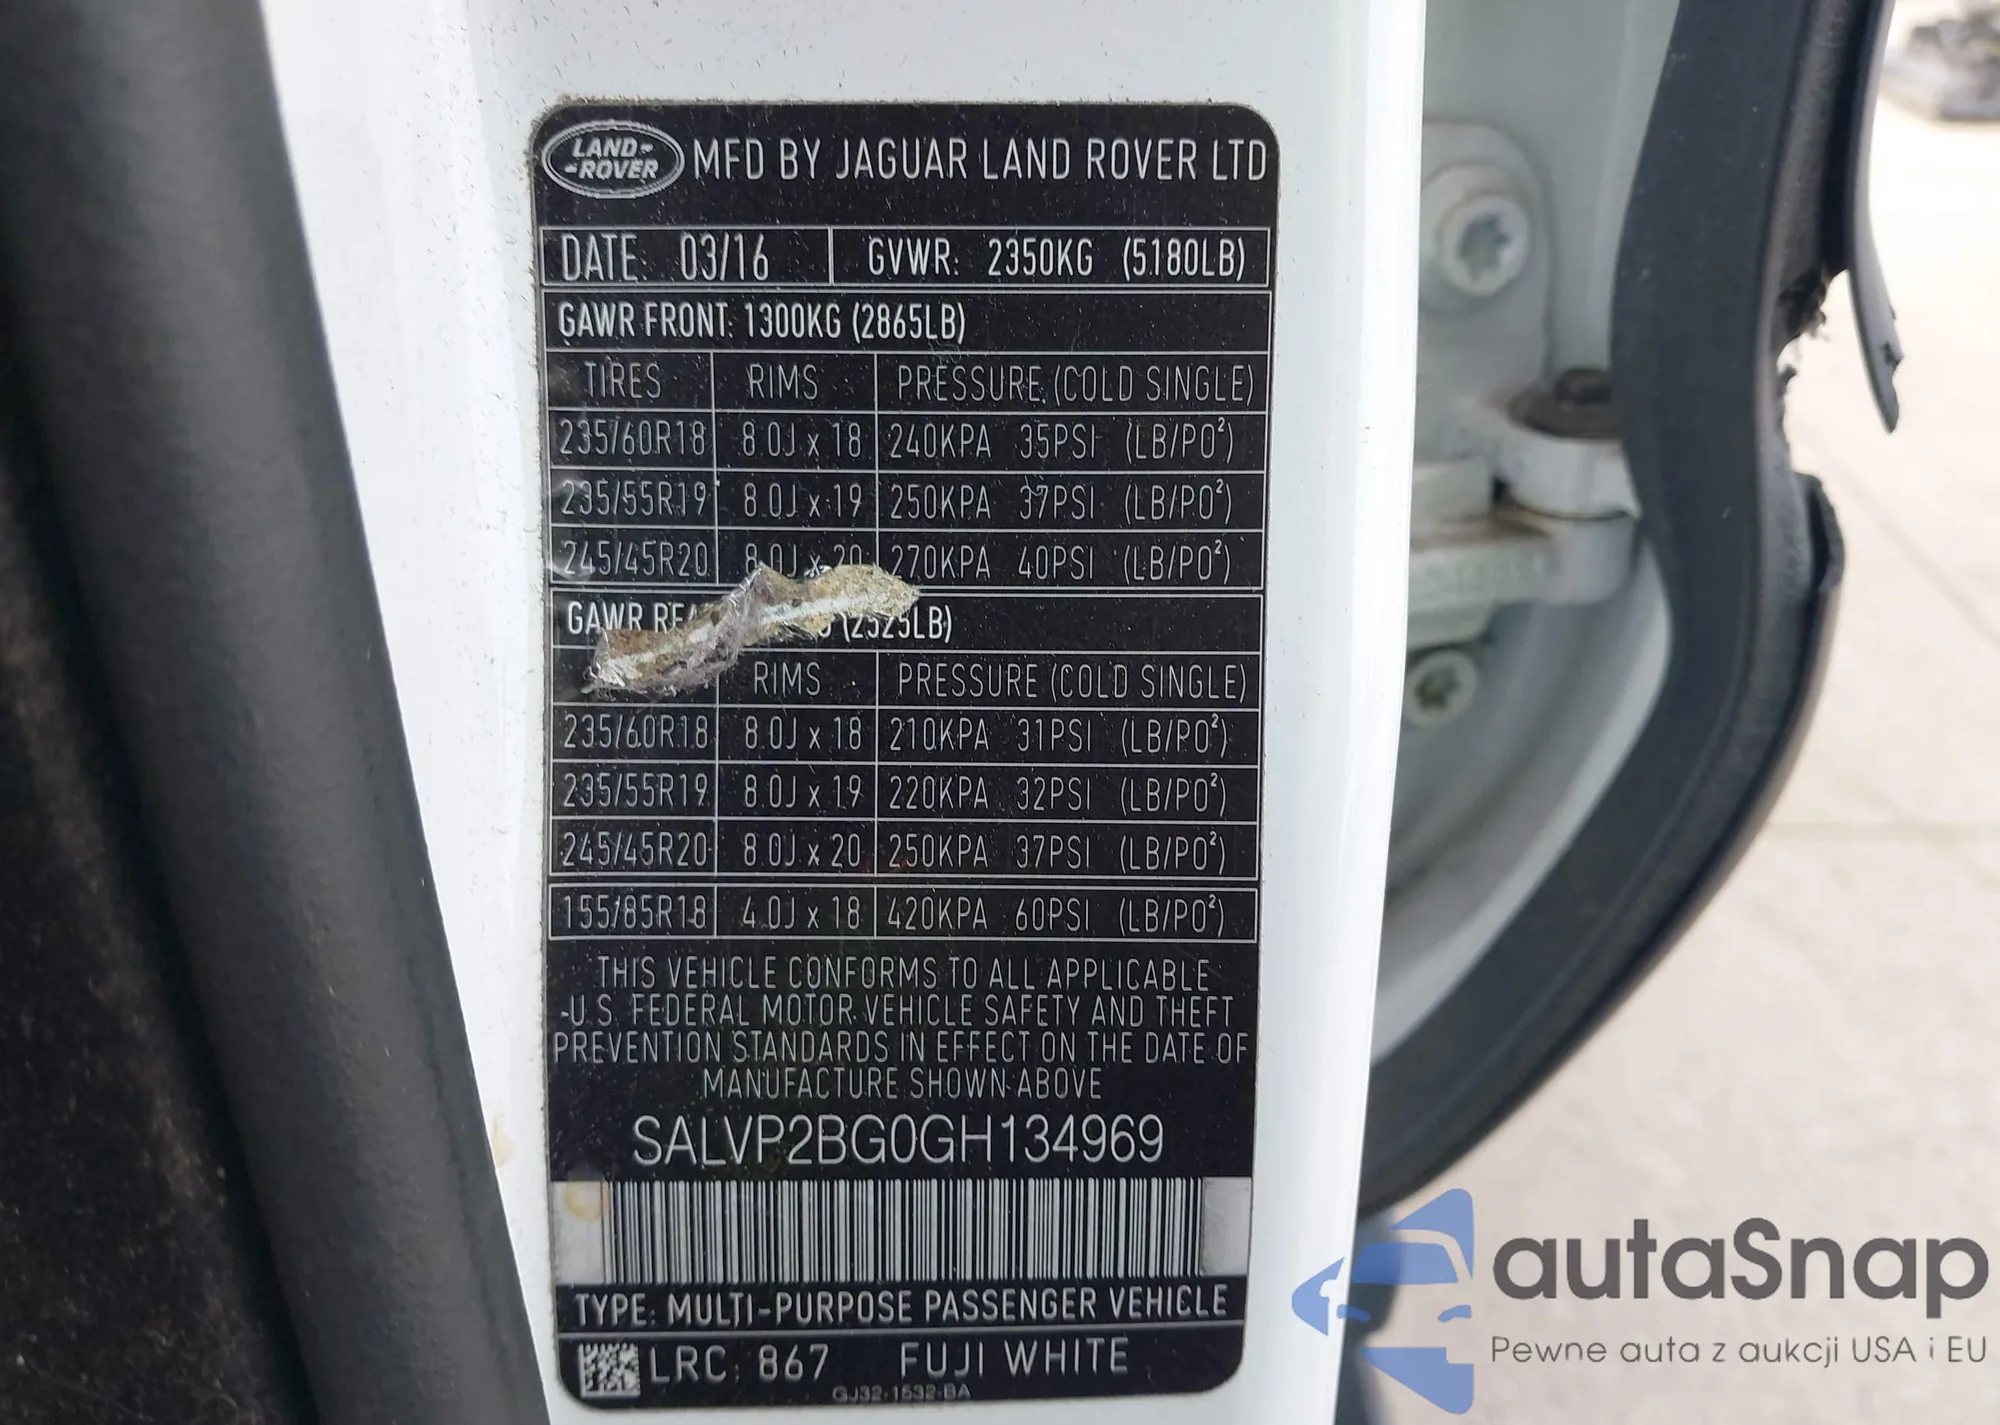 LAND-
-ROVER
MFD BY JAGUAR LAND ROVER LTD
DATE: 03/16 GVWR: 2350KG (5180LB)
GAWR FRONT: 1300KG (2865LB)
TIRES RIMS PRESSURE (COLD SINGLE)
235/60R18 8.0J x 18 240KPA 35PSI (LB/PO²)
235/55R19 8.0J x 19 250KPA 37PSI (LB/PO²)
245/45R20 8.0J x 20 270KPA 40PSI (LB/PO²)
GAWR (2525LB)
RIMS PRESSURE (COLD SINGLE)
235/60R18 8.0J x 18 210KPA 31PSI (LB/PO²)
235/55R19 8.0J x 19 220KPA 32PSI (LB/PO²)
245/45R20 8.0J x 20 250KPA 37PSI (LB/PO²)
155/85R18 4.0J x 18 420KPA 60PSI (LB/PO²)
THIS VEHICLE CONFORMS TO ALL APPLICABLE
U.S. FEDERAL MOTOR VEHICLE SAFETY AND THEFT
PREVENTION STANDARDS IN EFFECT ON THE DATE OF
MANUFACTURE SHOWN ABOVE
SALVP2BG0GH134969
TYPE: MULTI-PURPOSE PASSENGER VEHICLE
LRC: 867 FUJI WHITE
GJ32-1532-BA
autaSnap
Pewne auta z aukcji USA i EU